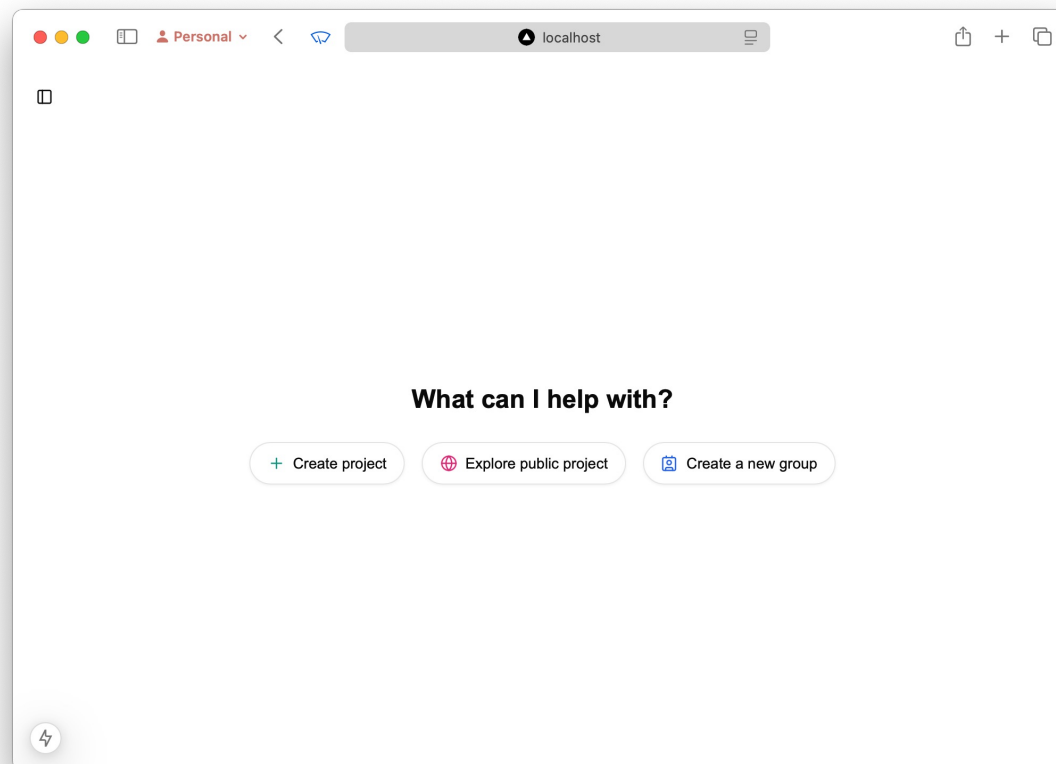 Personal
localhost
What can I help with?
Create project
Explore public project
Create a new group